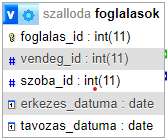 v szalloda foglalasok
foglalas_id : int(11)
vendeg_id : int(11)
szoba_id : int(11)
erkezes_datuma : date
tavozas_datuma : date